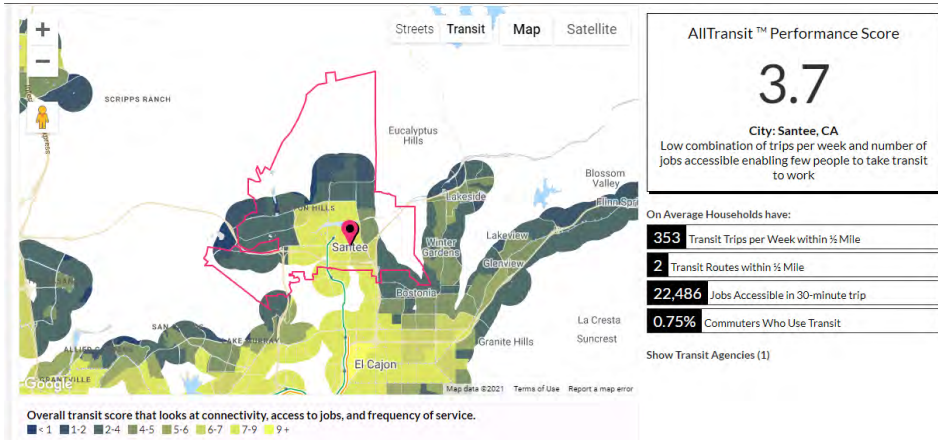 Streets Transit Map Satellite
SCRIPPS RANCH
Eucalyptus
Hills
Blossom
Valley
Lakeside
Santee
Winter
Gardens
Lakeview
Glenview
Bostonia
La Cresta
Suncrest
Granite Hills
El Cajon
LAKE MURRAY
GRANTVILLE
Google
Map data ©2021 Terms of Use Report a map error
Overall transit score that looks at connectivity, access to jobs, and frequency of service.
< 1 1-2 2-4 4-5 5-6 6-7 7-9 9 +
AllTransit ™ Performance Score
3.7
City: Santee, CA
Low combination of trips per week and number of
jobs accessible enabling few people to take transit
to work
On Average Households have:
353 Transit Trips per Week within ½ Mile
2 Transit Routes within ½ Mile
22,486 Jobs Accessible in 30-minute trip
0.75% Commuters Who Use Transit
Show Transit Agencies (1)